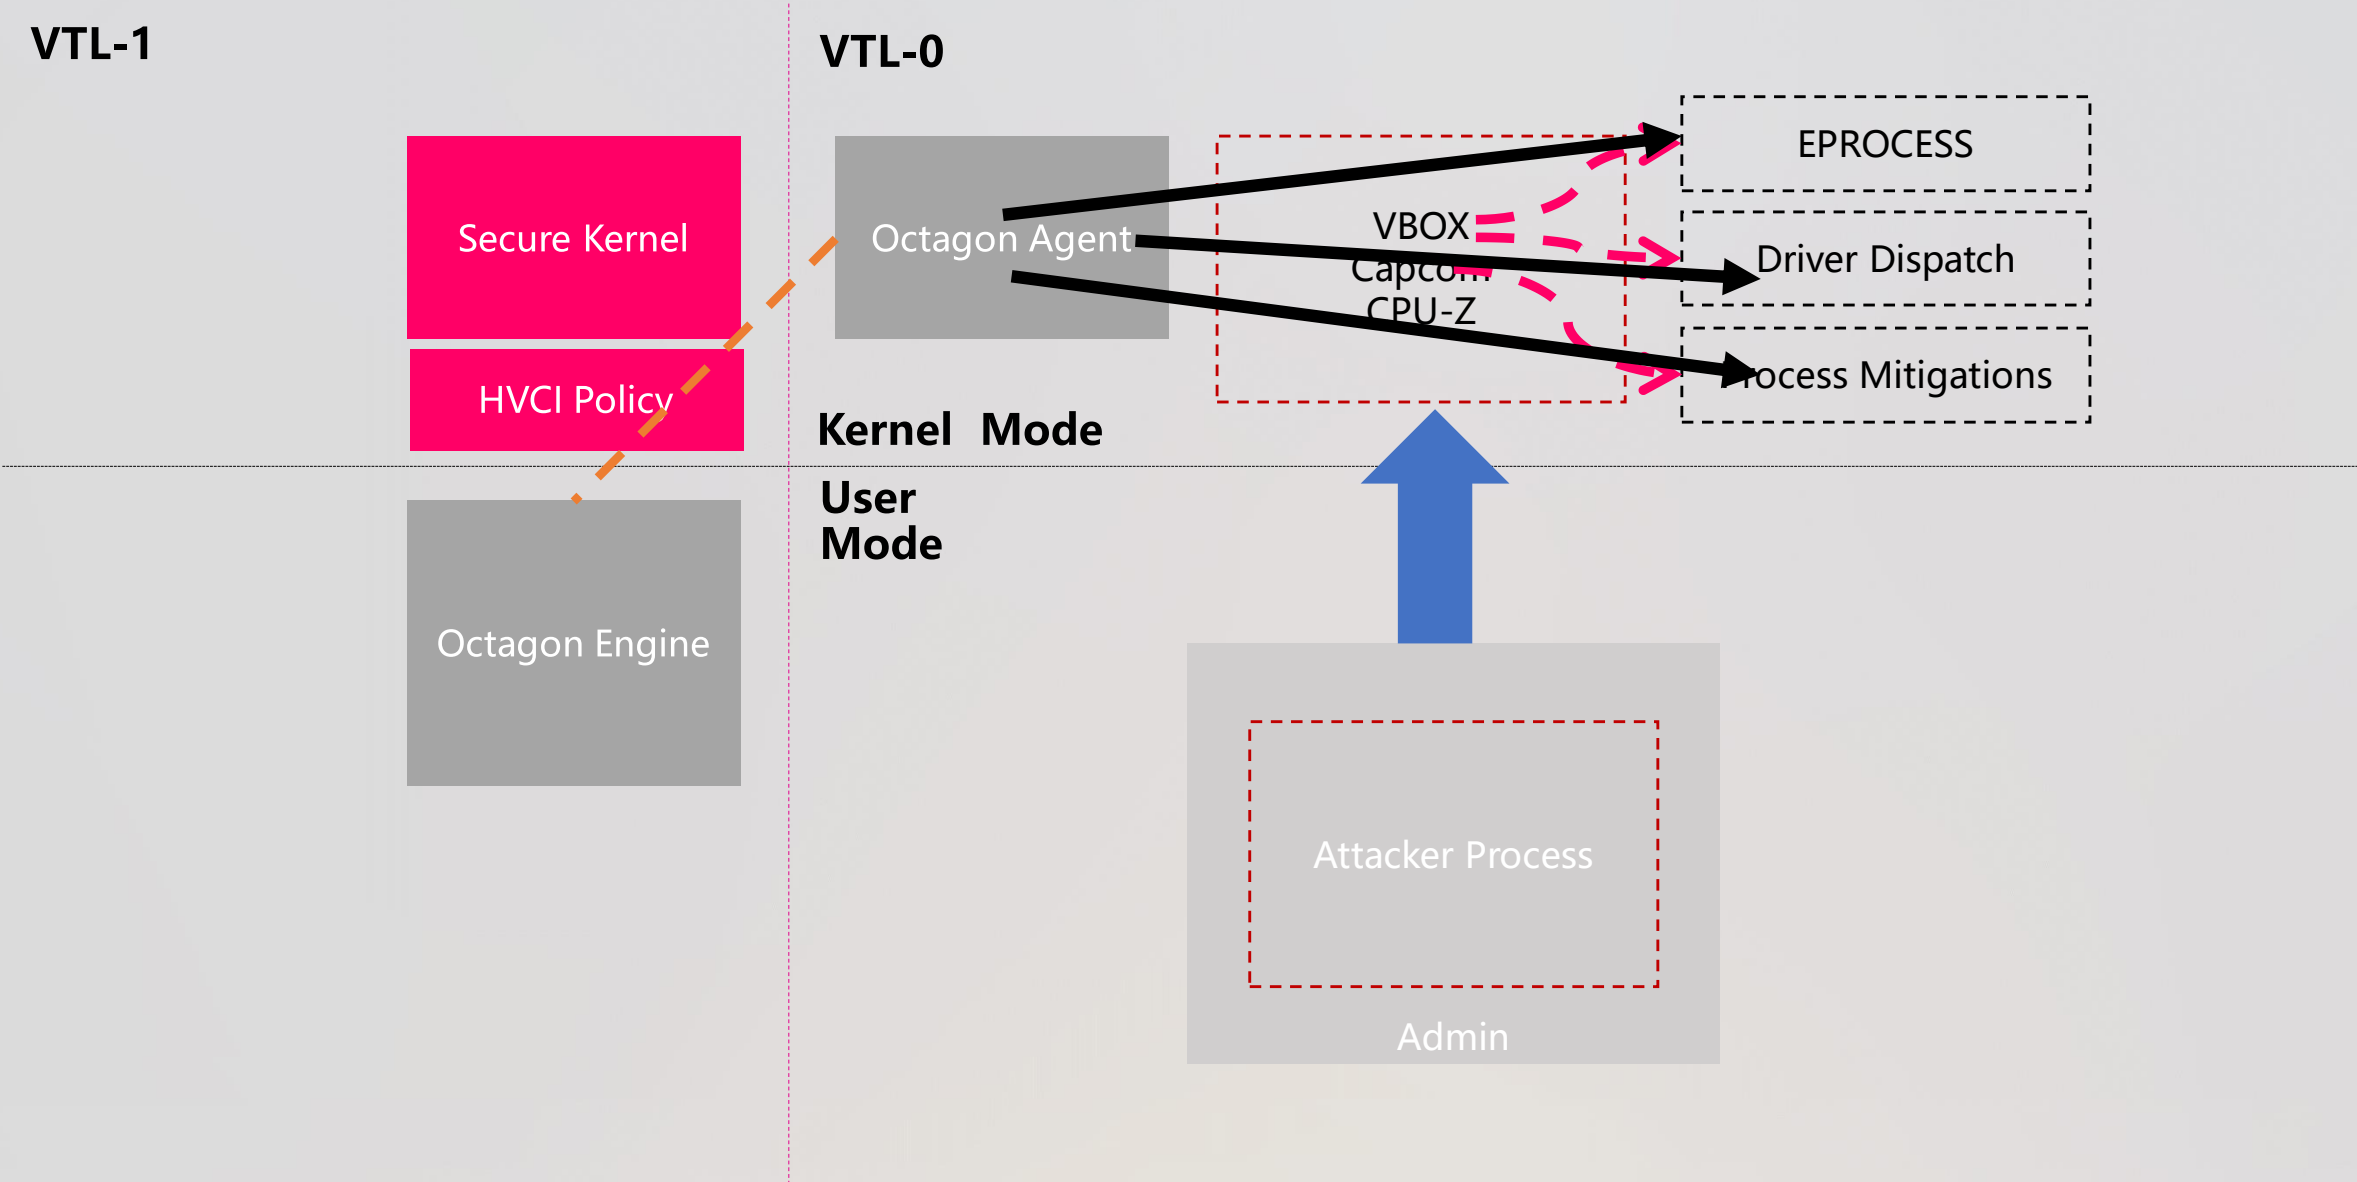 VTL-1
VTL-0
EPROCESS
Secure Kernel
Octagon Agent
VBOX
Capcom
CPU-Z
Driver Dispatch
Process Mitigations
HVCI Policy
Kernel Mode
User
Mode
Octagon Engine
Attacker Process
Admin